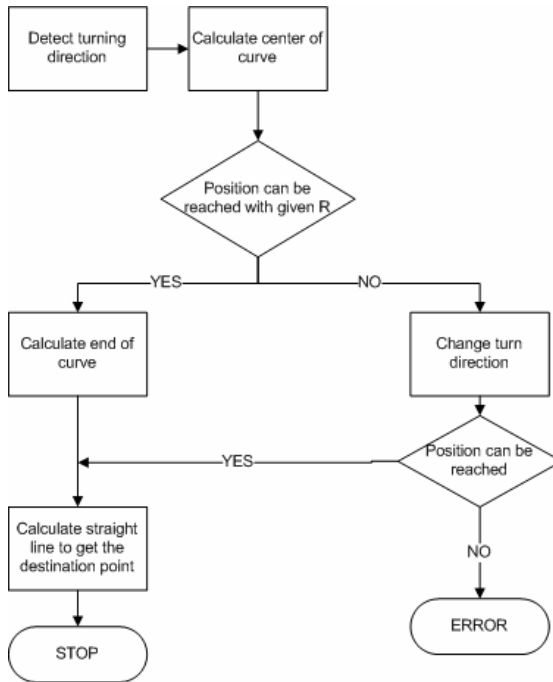 Detect turning
direction
Calculate center of
curve
Position can be
reached with given R
YES
NO
Calculate end of
curve
Change turn
direction
Position can be
reached
YES
Calculate straight
line to get the
destination point
NO
STOP
ERROR